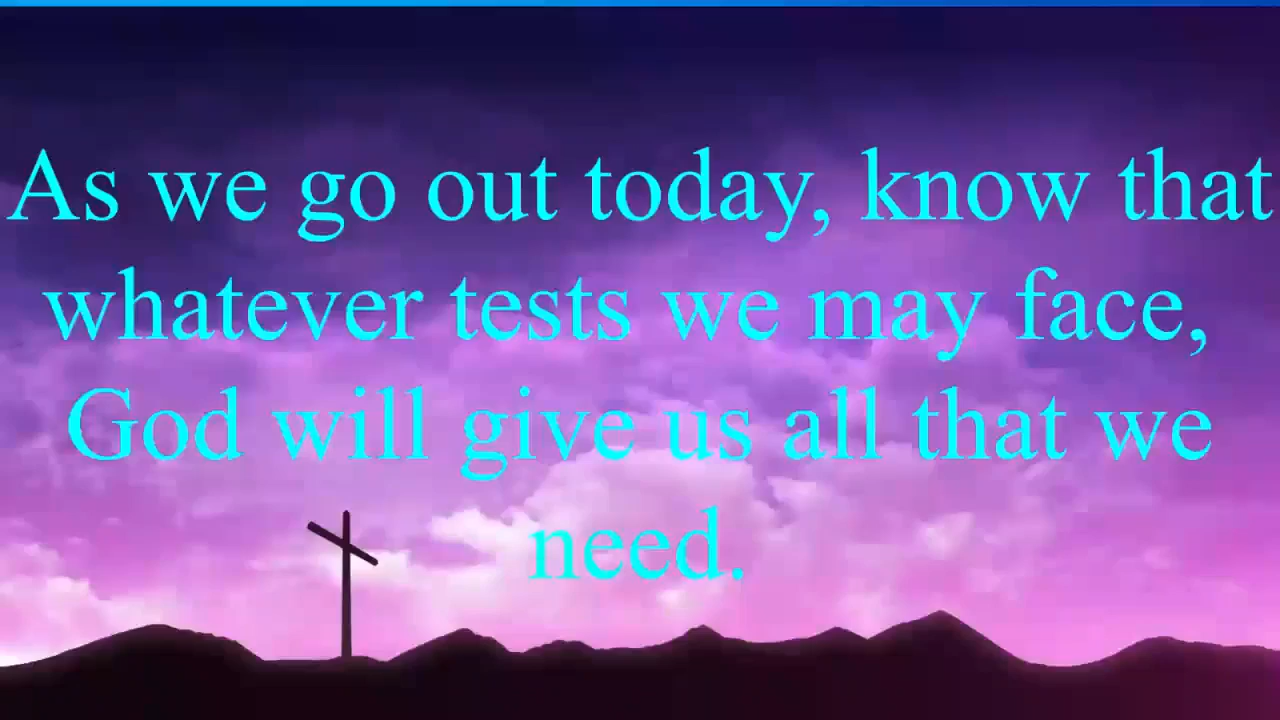 As we go out today, know that
whatever tests we may face,
God will give us all that we
need.